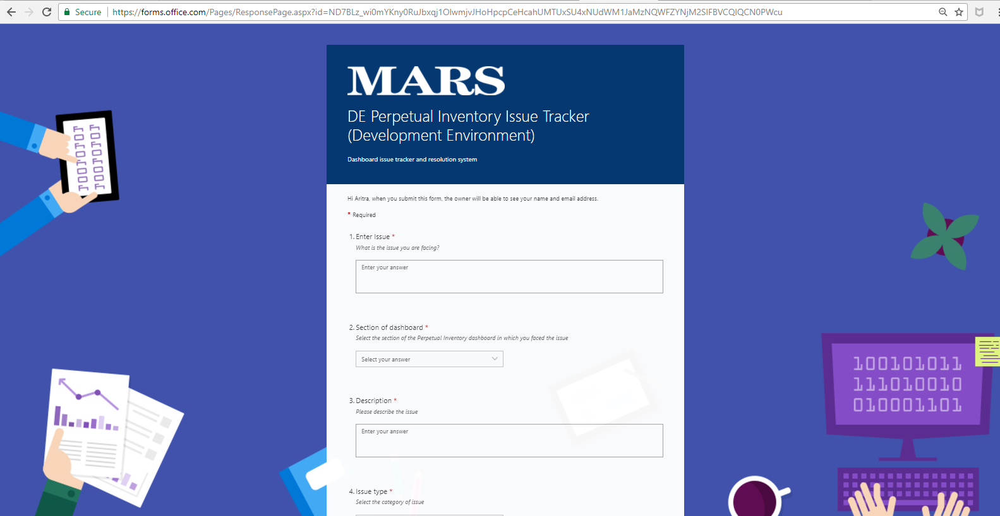 Secure https://forms.office.com/Pages/ResponsePage.aspx?id=ND7BLz_wi0mYKny0RuJbxqj1OlwmjvJHoHpcpCeHcahUMTUxSU4xNUdWM1JaMzNQWFZYNjM2SlFBVCQlQCN0PWcu
MARS
DE Perpetual Inventory Issue Tracker
(Development Environment)
Dashboard issue tracker and resolution system
Hi Aritra, when you submit this form, the owner will be able to see your name and email address.
* Required
1. Enter Issue *
What is the issue you are facing?
Enter your answer
2. Section of dashboard *
Select the section of the Perpetual Inventory dashboard in which you faced the issue
Select your answer
3. Description *
Please describe the issue
Enter your answer
4. Issue type *
Select the category of issue
100101011
111010010
010001101